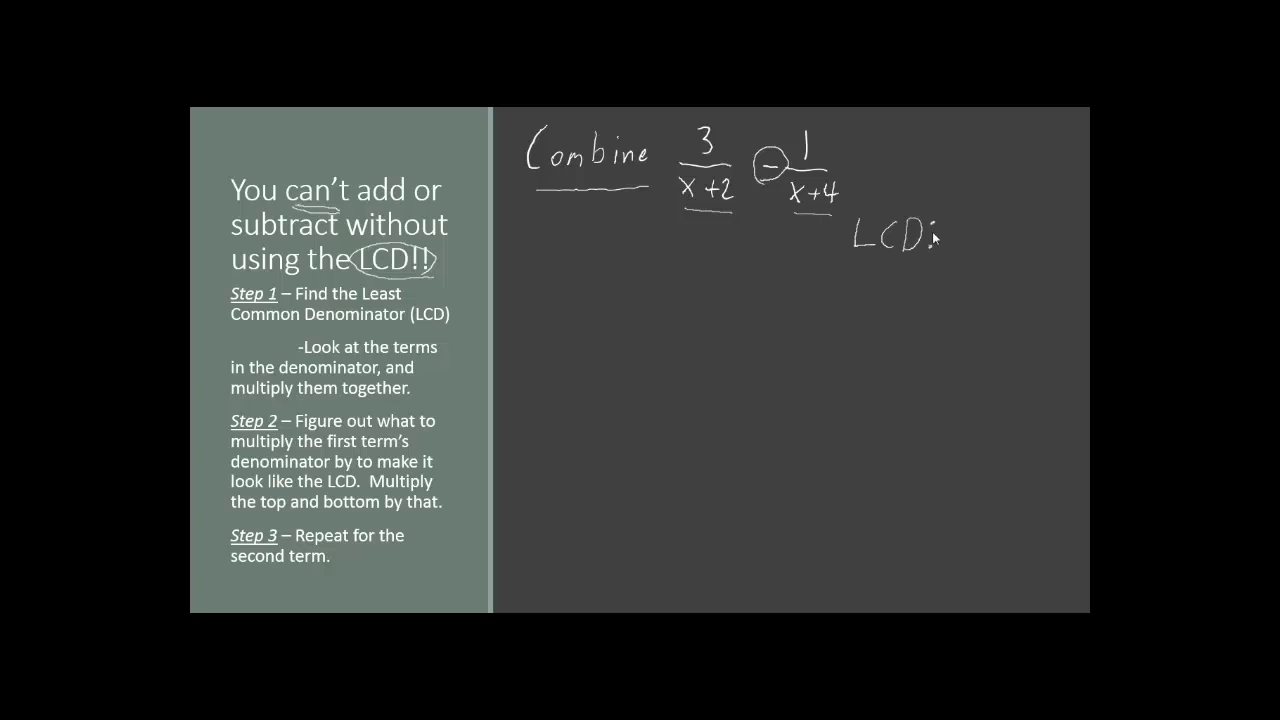 You can't add or
subtract without
using the LCD!!
Step 1 – Find the Least
Common Denominator (LCD)
-Look at the terms
in the denominator, and
multiply them together.
Step 2 – Figure out what to
multiply the first term's
denominator by to make it
look like the LCD. Multiply
the top and bottom by that.
Step 3 – Repeat for the
second term.
Combine 3/(x+2) - 1/(x+4)
LCD: